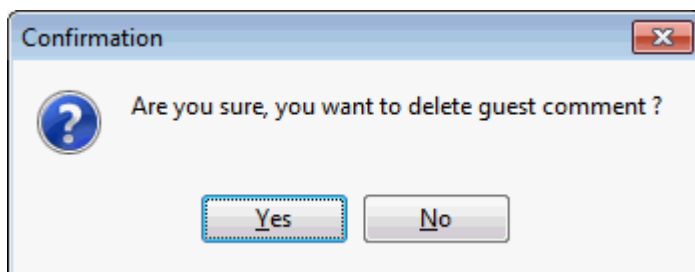 Confirmation
Are you sure, you want to delete guest comment ?
Yes No